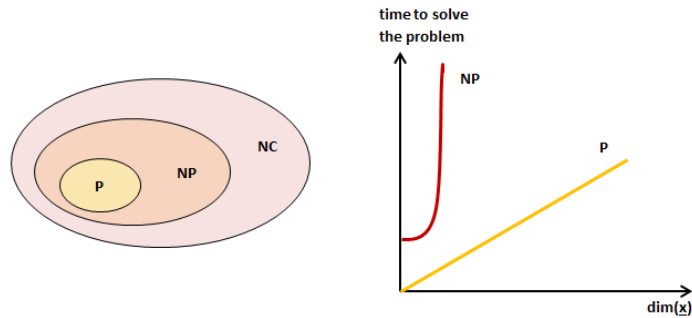 NC
NP
P
time to solve
the problem
NP
P
dim(x)